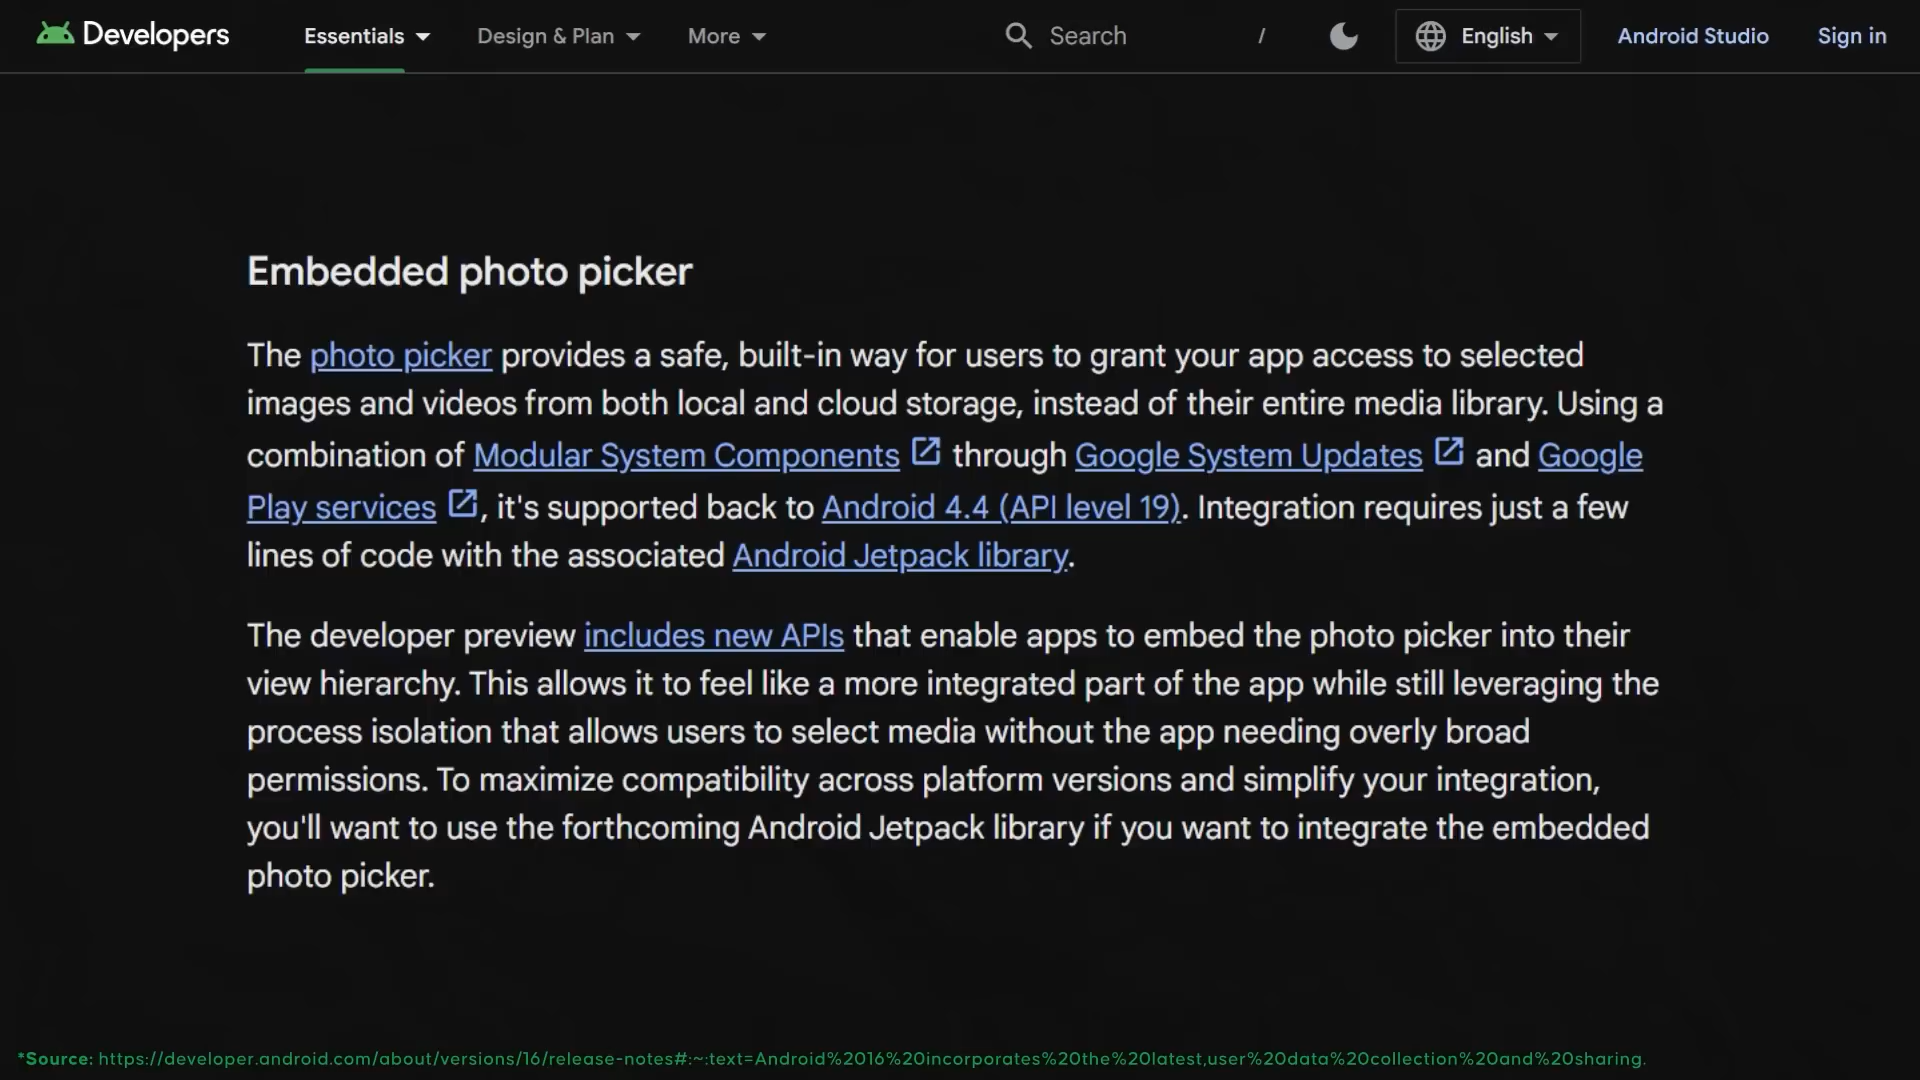 Developers Essentials Design & Plan More Search / English Android Studio Sign in
Embedded photo picker
The photo picker provides a safe, built-in way for users to grant your app access to selected
images and videos from both local and cloud storage, instead of their entire media library. Using a
combination of Modular System Components through Google System Updates and Google
Play services, it's supported back to Android 4.4 (API level 19). Integration requires just a few
lines of code with the associated Android Jetpack library.
The developer preview includes new APIs that enable apps to embed the photo picker into their
view hierarchy. This allows it to feel like a more integrated part of the app while still leveraging the
process isolation that allows users to select media without the app needing overly broad
permissions. To maximize compatibility across platform versions and simplify your integration,
you'll want to use the forthcoming Android Jetpack library if you want to integrate the embedded
photo picker.
*Source: https://developer.android.com/about/versions/16/release-notes#:~:text=Android%2016%20incorporates%20the%20latest,user%20data%20collection%20and%20sharing.